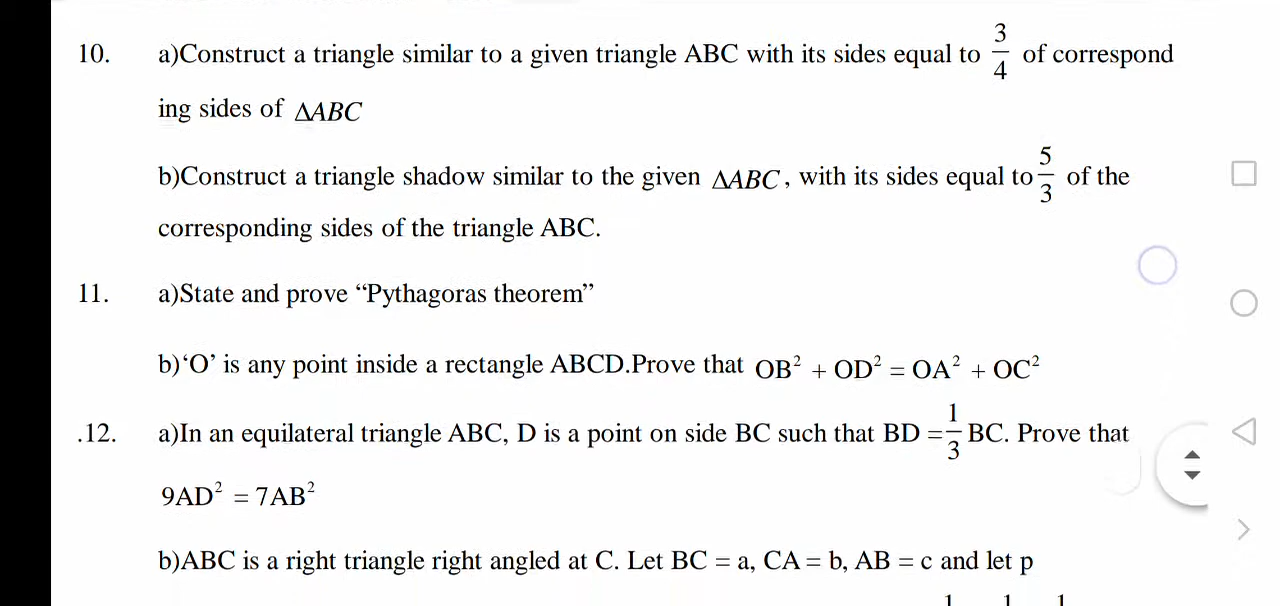 10. a)Construct a triangle similar to a given triangle ABC with its sides equal to 3/4 of correspond
ing sides of ΔABC
b)Construct a triangle shadow similar to the given ΔABC, with its sides equal to 5/3 of the
corresponding sides of the triangle ABC.
11. a)State and prove “Pythagoras theorem”
b)‘O’ is any point inside a rectangle ABCD.Prove that OB² + OD² = OA² + OC²
.12. a)In an equilateral triangle ABC, D is a point on side BC such that BD = 1/3 BC. Prove that
9AD² = 7AB²
b)ABC is a right triangle right angled at C. Let BC = a, CA = b, AB = c and let p
1 1 1